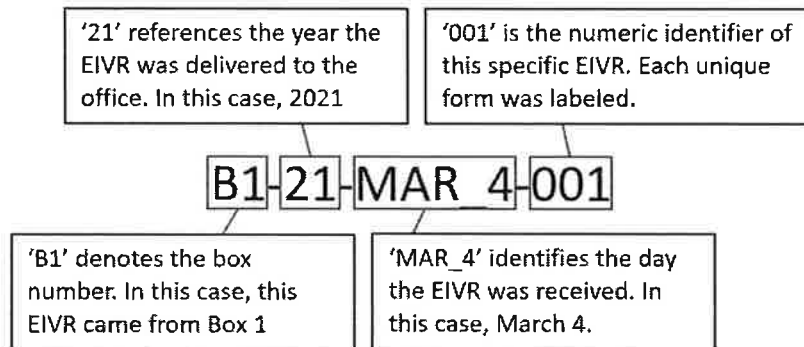 '21' references the year the
EIVR was delivered to the
office. In this case, 2021
'001' is the numeric identifier of
this specific EIVR. Each unique
form was labeled.
B1-21-MAR_4-001
'B1' denotes the box
number. In this case, this
EIVR came from Box 1
'MAR_4' identifies the day
the EIVR was received. In
this case, March 4.